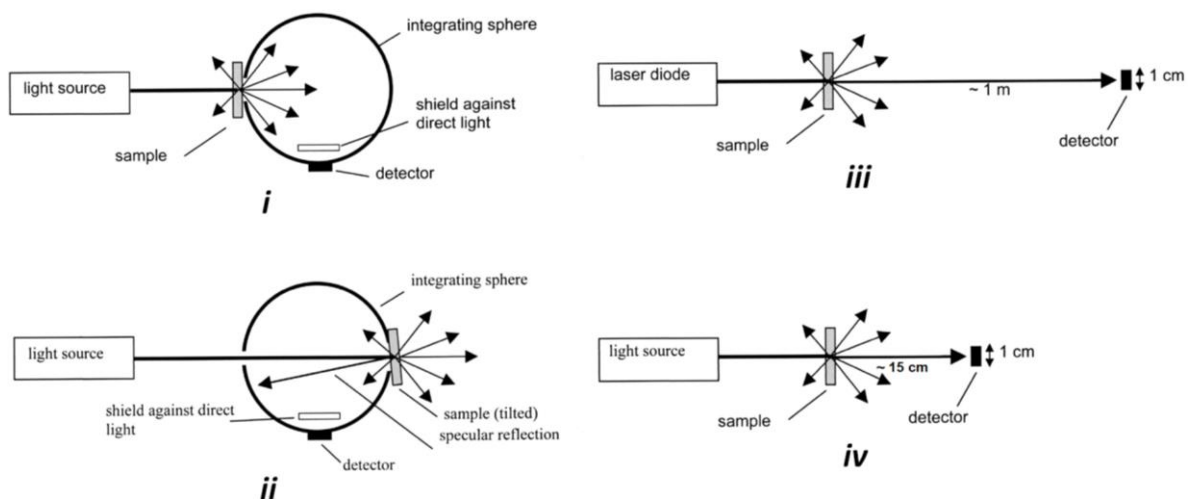 integrating sphere
light source
shield against
direct light
sample
detector
i
laser diode
~ 1 m
1 cm
sample
detector
iii
integrating sphere
light source
shield against direct
light
sample (tilted)
specular reflection
detector
ii
light source
~ 15 cm
1 cm
sample
detector
iv